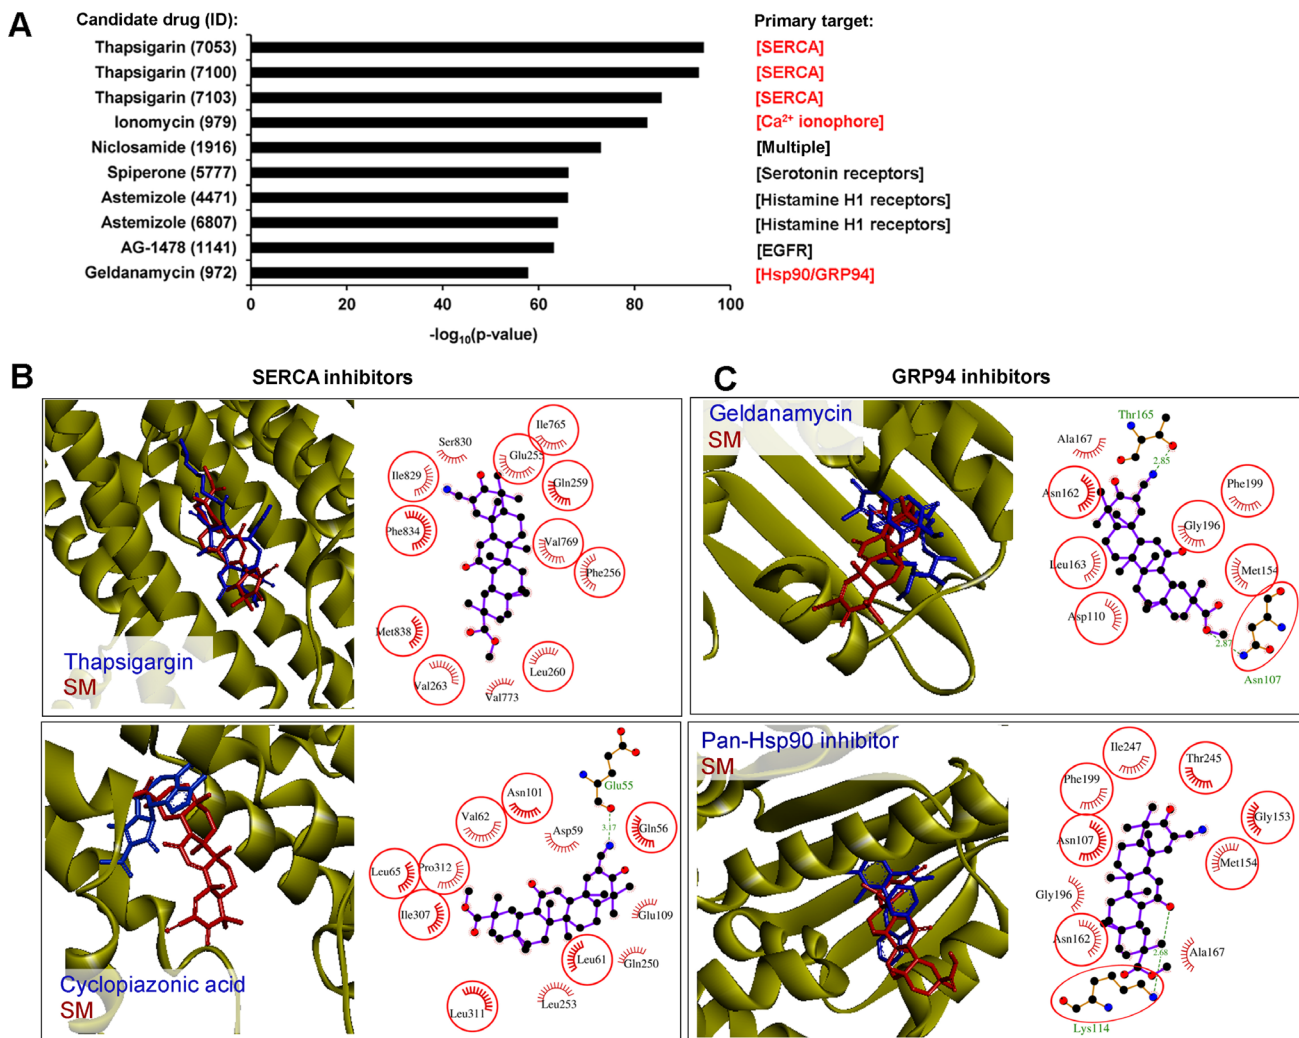 A
Candidate drug (ID):
Primary target:
Thapsigarin (7053)
[SERCA]
Thapsigarin (7100)
[SERCA]
Thapsigarin (7103)
[SERCA]
Ionomycin (979)
[Ca²⁺ ionophore]
Niclosamide (1916)
[Multiple]
Spiperone (5777)
[Serotonin receptors]
Astemizole (4471)
[Histamine H1 receptors]
Astemizole (6807)
[Histamine H1 receptors]
AG-1478 (1141)
[EGFR]
Geldanamycin (972)
[Hsp90/GRP94]
0 20 40 60 80 100
-log₁₀(p-value)
B
SERCA inhibitors
Thapsigargin
SM
Ile765
Ser830
Glu255
Ile829
Gln259
Phe834
Val769
Phe256
Met838
Leu260
Val263
Val773
Cyclopiazonic acid
SM
Glu55
Asn101
Val62
Asp59
3.17
Gln56
Leu65
Pro312
Ile307
Glu109
Leu61
Gln250
Leu253
Leu311
C
GRP94 inhibitors
Geldanamycin
SM
Thr165
Ala167
2.85
Asn162
Phe199
Gly196
Leu163
Met154
Asp110
2.87
Asn107
Pan-Hsp90 inhibitor
SM
Ile247
Thr245
Phe199
Gly153
Asn107
Met154
Gly196
Asn162
2.68
Ala167
Lys114